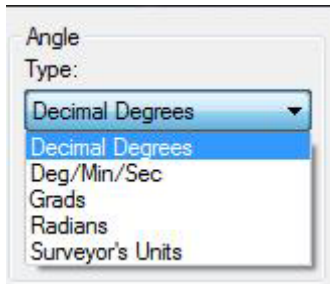 Angle
Type:
Decimal Degrees
Decimal Degrees
Deg/Min/Sec
Grads
Radians
Surveyor's Units